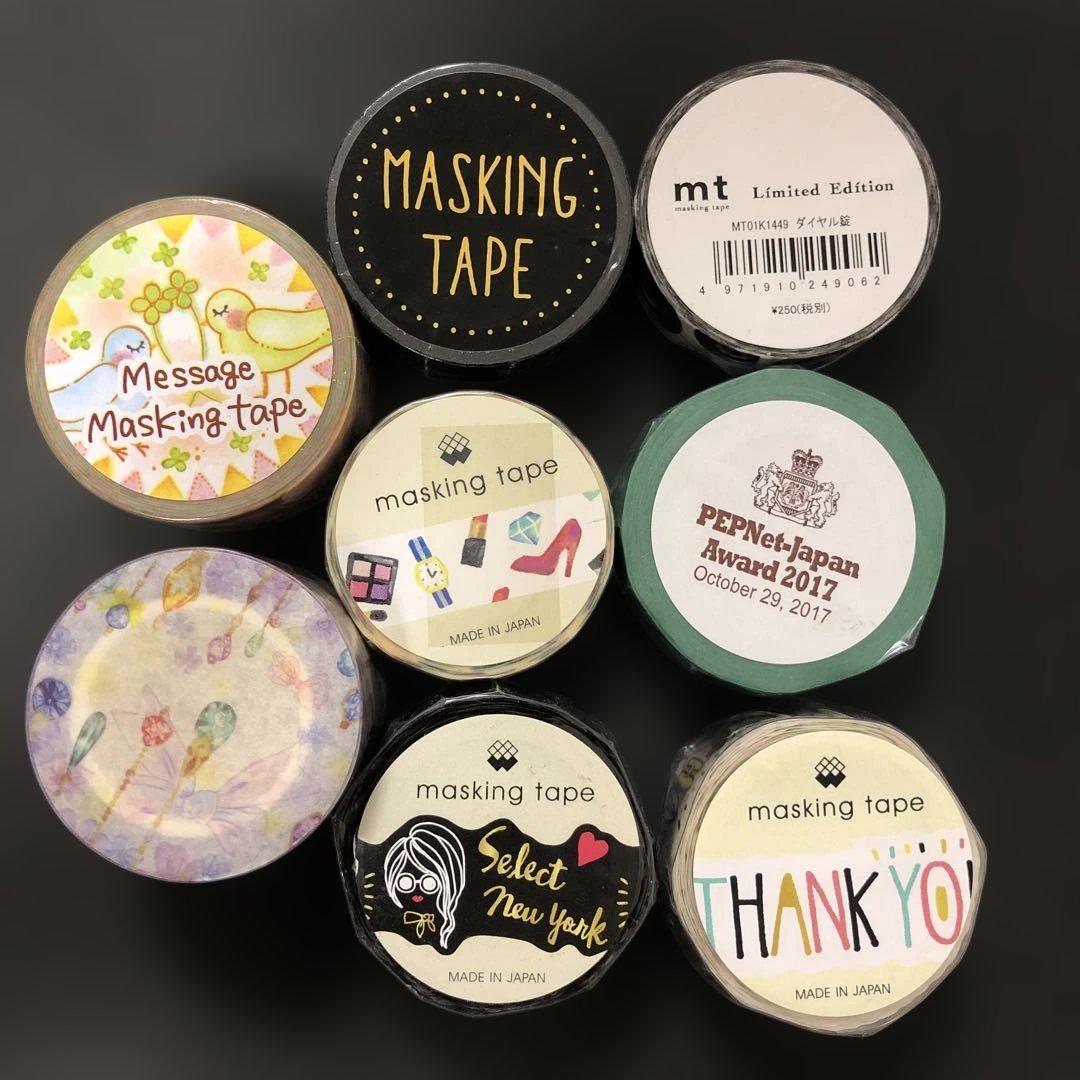 MASKING
TAPE
mt
masking tape
Limited Edition
MT01K1449 ダイヤル錠
4 971910 249062
¥250(税別)
Message
Masking tape
masking tape
MADE IN JAPAN
PEPNet-Japan
Award 2017
October 29, 2017
masking tape
Select
New York
MADE IN JAPAN
masking tape
THANK YO
MADE IN JAPAN